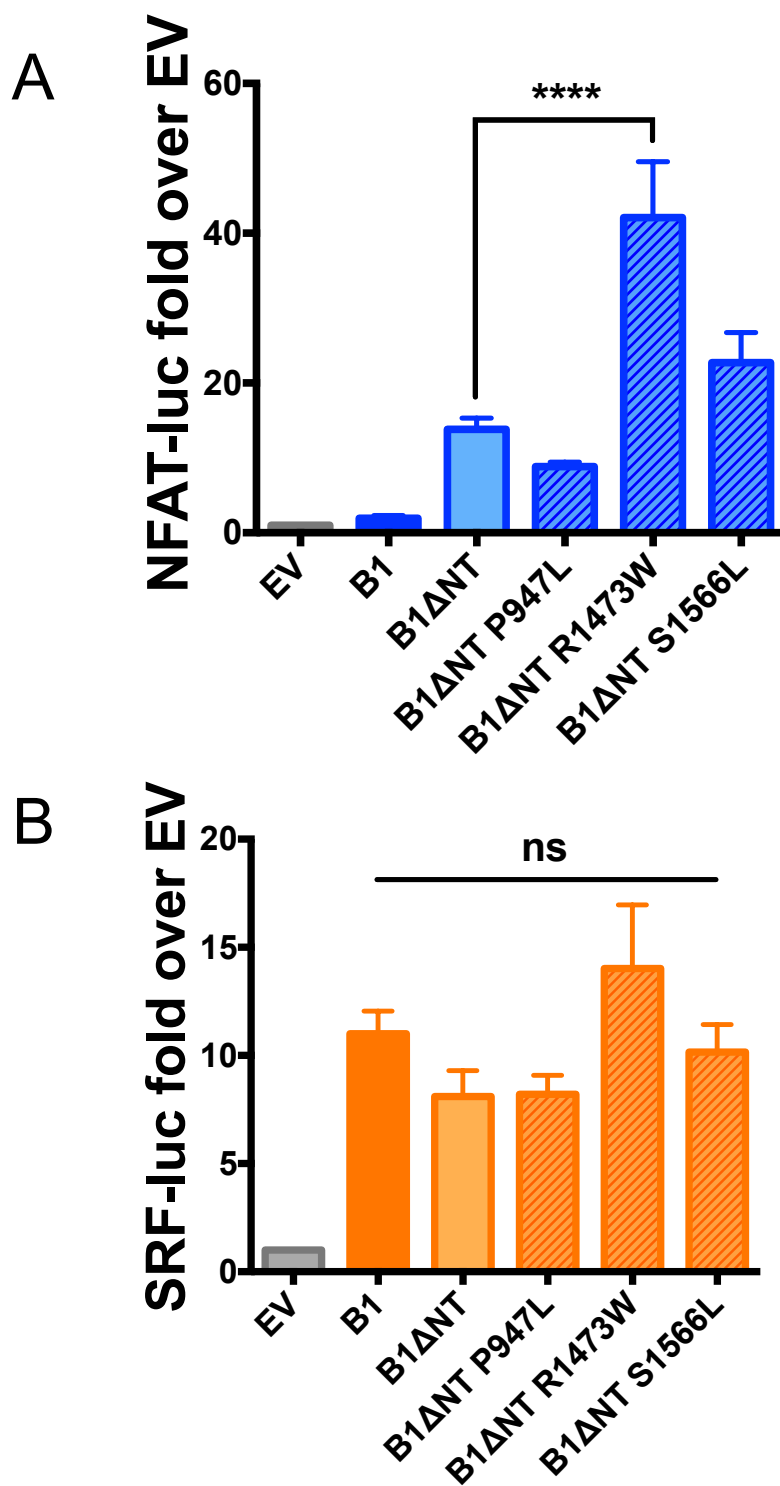 A
NFAT-luc fold over EV
60
40
20
0
****
EV
B1
B1ΔNT
B1ΔNT P947L
B1ΔNT R1473W
B1ΔNT S1566L
B
SRF-luc fold over EV
20
15
10
5
0
ns
EV
B1
B1ΔNT
B1ΔNT P947L
B1ΔNT R1473W
B1ΔNT S1566L